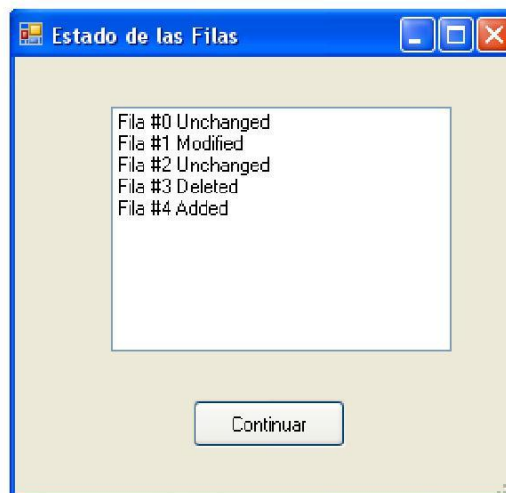 Estado de las Filas
Fila #0 Unchanged
Fila #1 Modified
Fila #2 Unchanged
Fila #3 Deleted
Fila #4 Added
Continuar